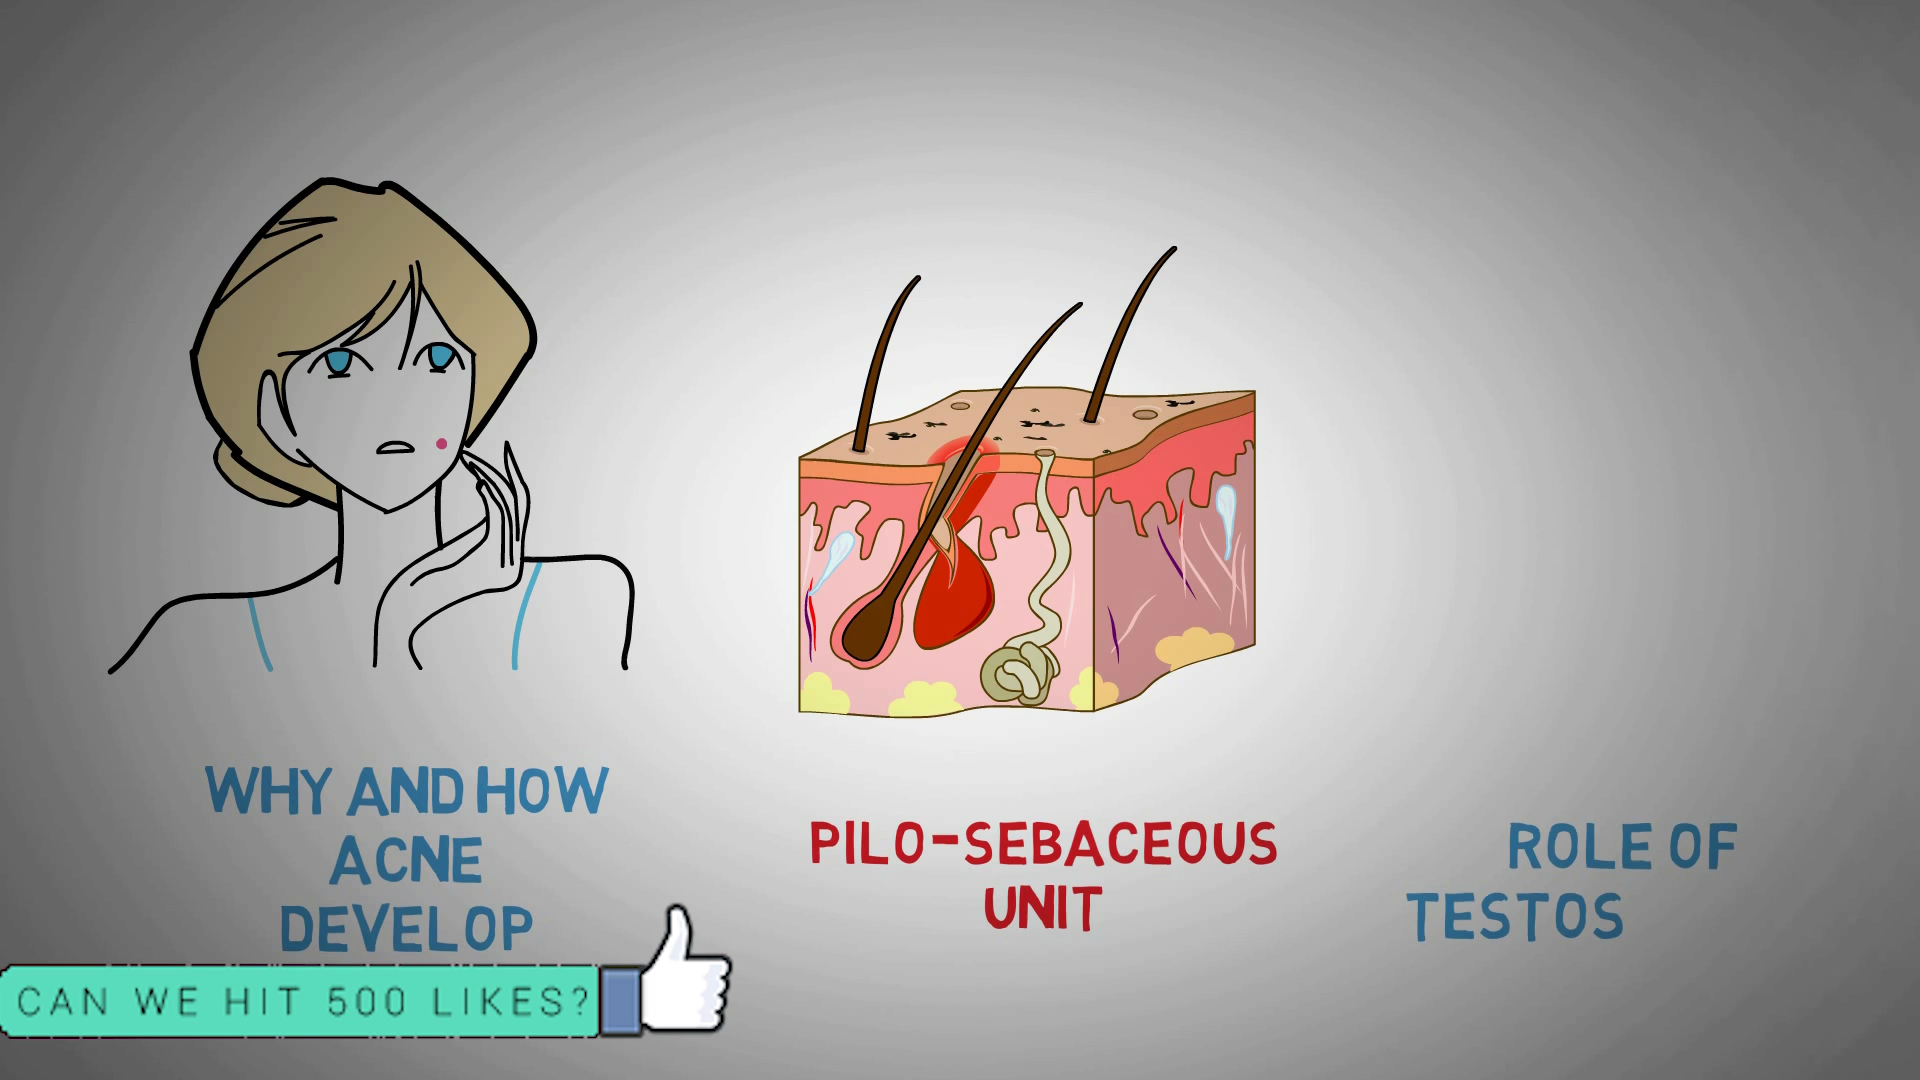 WHY AND HOW
ACNE
DEVELOP
PILO-SEBACEOUS
UNIT
ROLE OF
TESTOS
CAN WE HIT 500 LIKES?